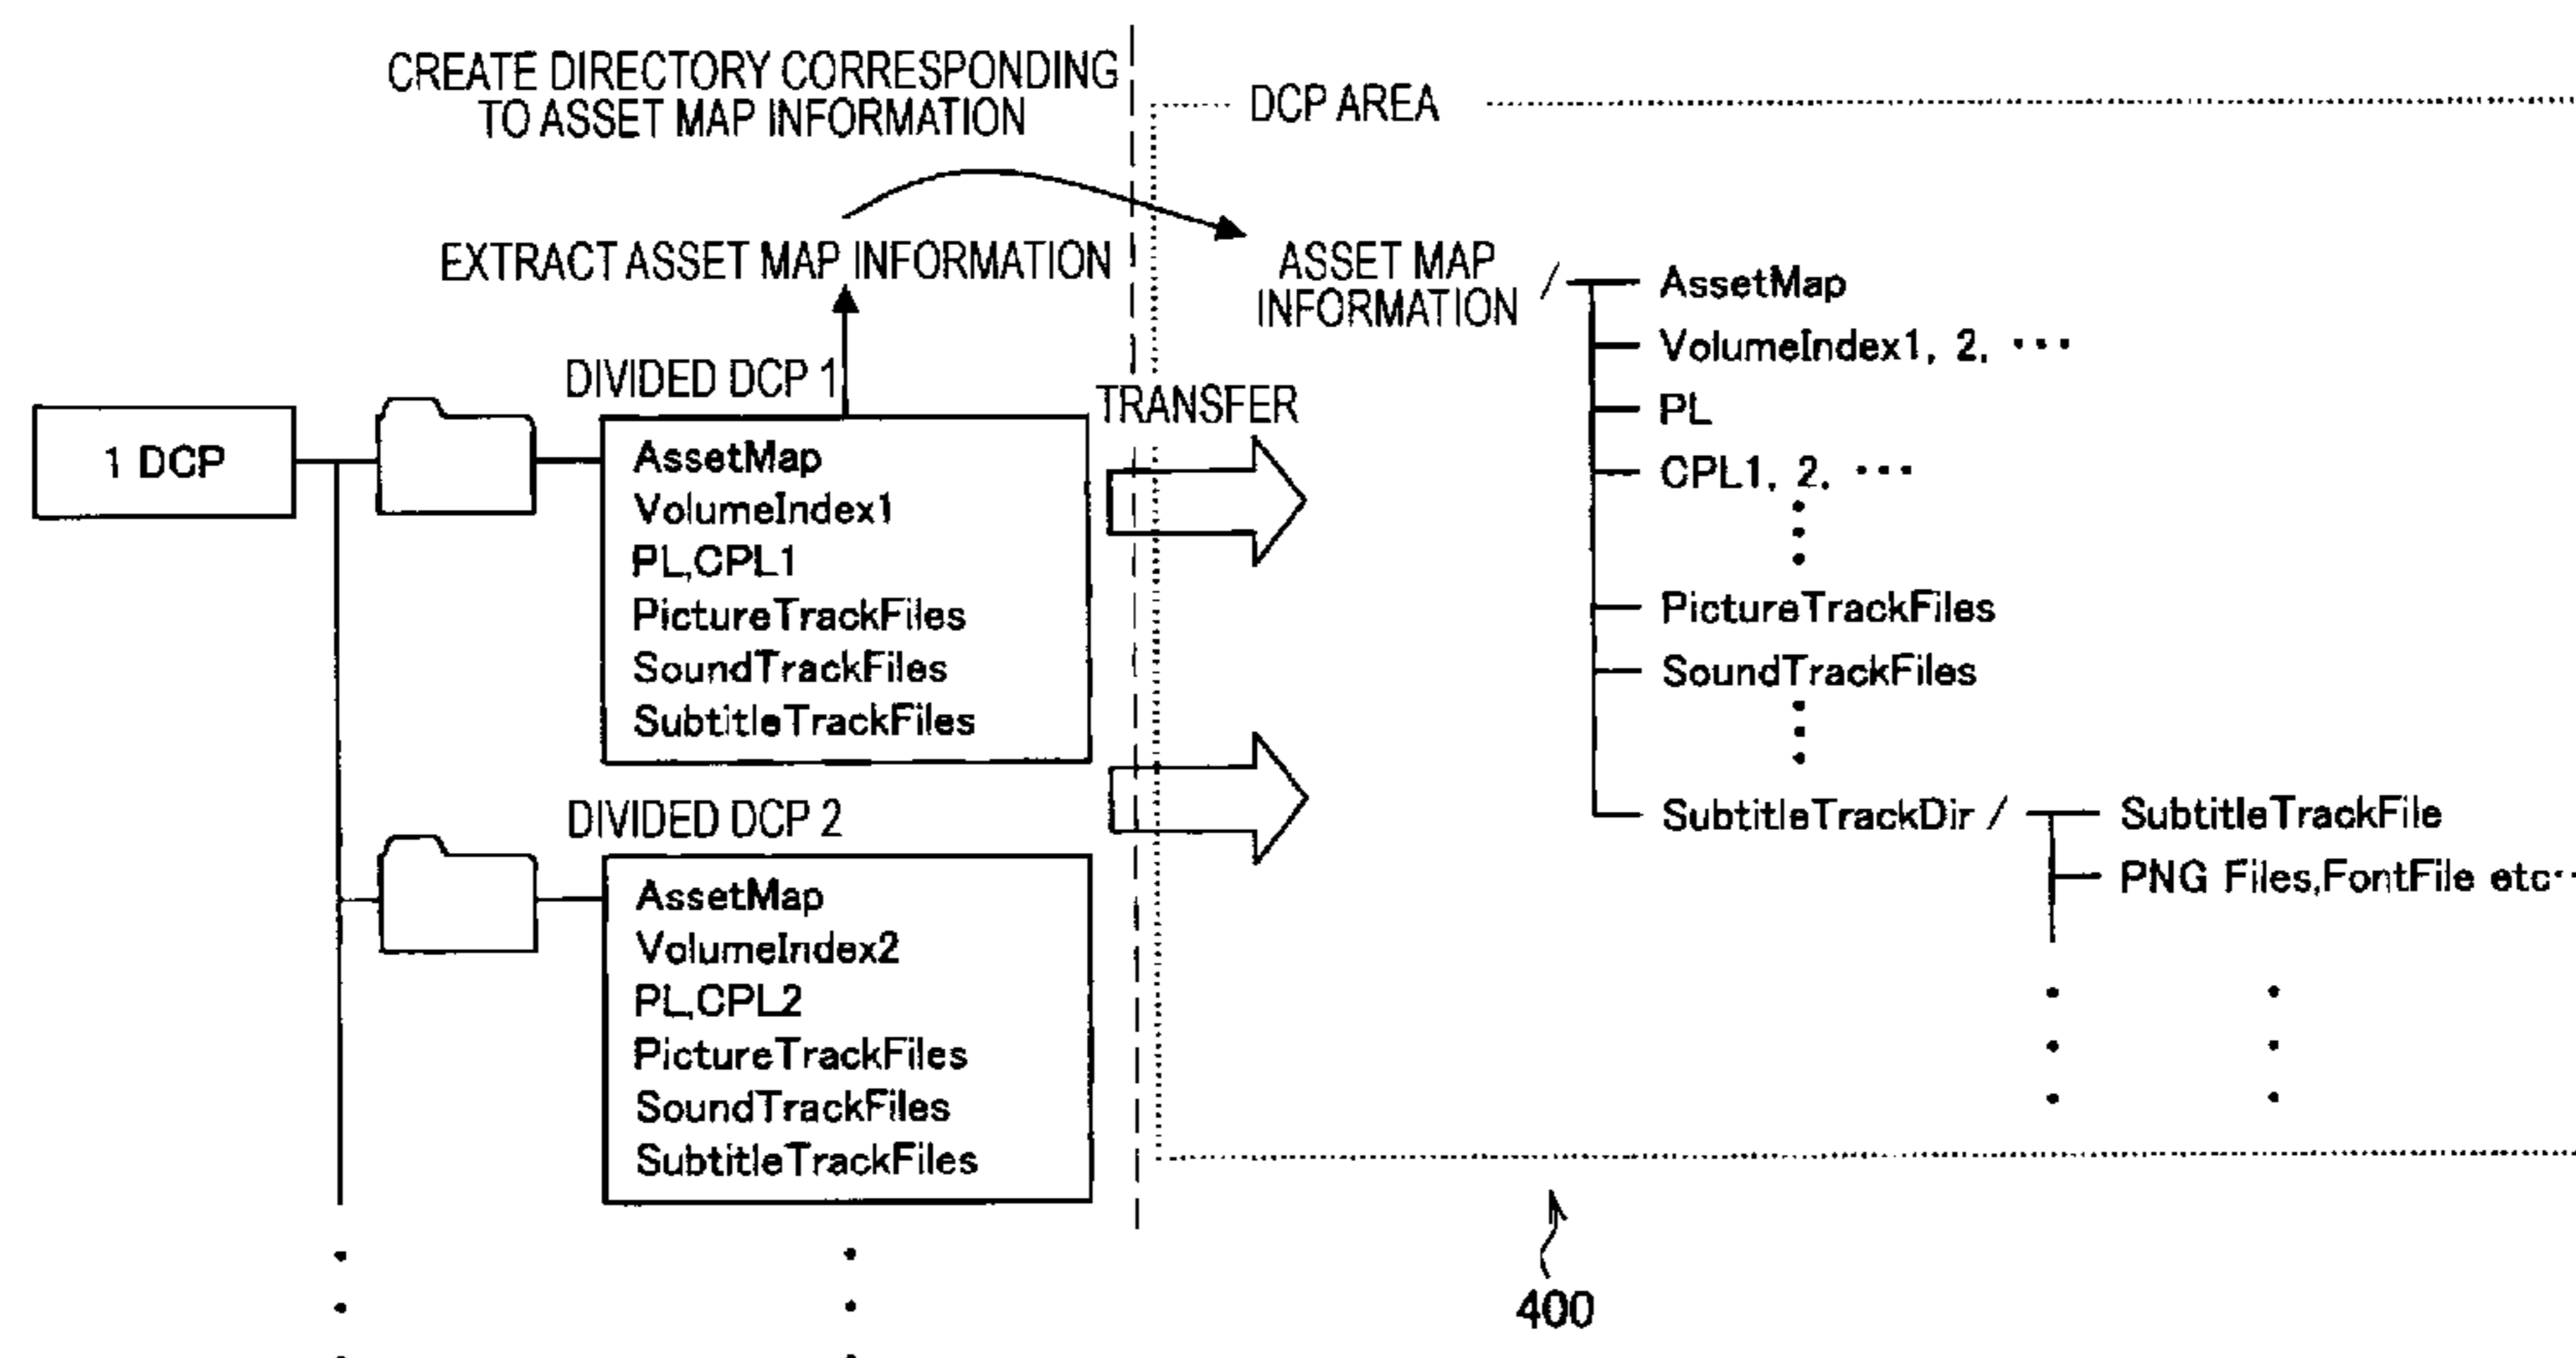 CREATE DIRECTORY CORRESPONDING
TO ASSET MAP INFORMATION
EXTRACT ASSET MAP INFORMATION
1 DCP
DIVIDED DCP 1
AssetMap
VolumeIndex1
PL,CPL1
PictureTrackFiles
SoundTrackFiles
SubtitleTrackFiles
DIVIDED DCP 2
AssetMap
VolumeIndex2
PL,CPL2
PictureTrackFiles
SoundTrackFiles
SubtitleTrackFiles
TRANSFER
DCP AREA
ASSET MAP
INFORMATION /
AssetMap
VolumeIndex1, 2, ・・・
PL
CPL1, 2, ・・・
PictureTrackFiles
SoundTrackFiles
SubtitleTrackDir /
SubtitleTrackFile
PNG Files,FontFile etc・・
400